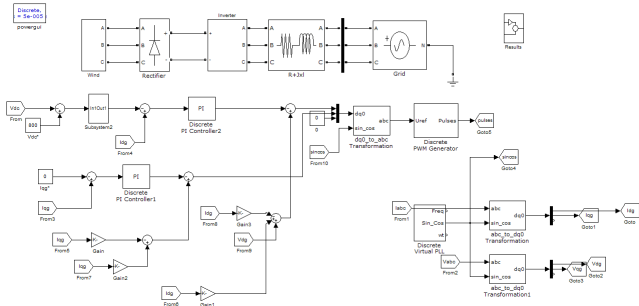 Discrete,
s = 5e-005 s
powergui
A
B
C
Wind
A
B
C
+
-
Rectifier
Inverter
+
-
A
B
C
A
B
C
A
B
C
R+JxI
A
B
C
N
Grid
Results
Vdc
From
800
Vdc*
In1Out1
Subsystem2
Idg
From4
PI
Discrete
PI Controller2
0
0
dq0
sin_cos
abc
dq0_to_abc
Transformation
sincos
From10
Uref
Pulses
Discrete
PWM Generator
pulses
Goto5
0
Iqg*
Iqg
From3
PI
Discrete
PI Controller1
Idg
From8
K-
Gain3
Vdg
From9
Iqg
From5
K-
Gain
Iqg
From7
K-
Gain2
Idg
From6
K-
Gain1
sincos
Goto4
Iabc
From1
Freq
Sin_Cos
wt
Discrete
Virtual PLL
Vabc
From2
abc
sin_cos
dq0
abc_to_dq0
Transformation
Iqg
Goto1
Idg
Goto
abc
sin_cos
dq0
abc_to_dq0
Transformation1
Vqg
Goto3
Vdg
Goto2